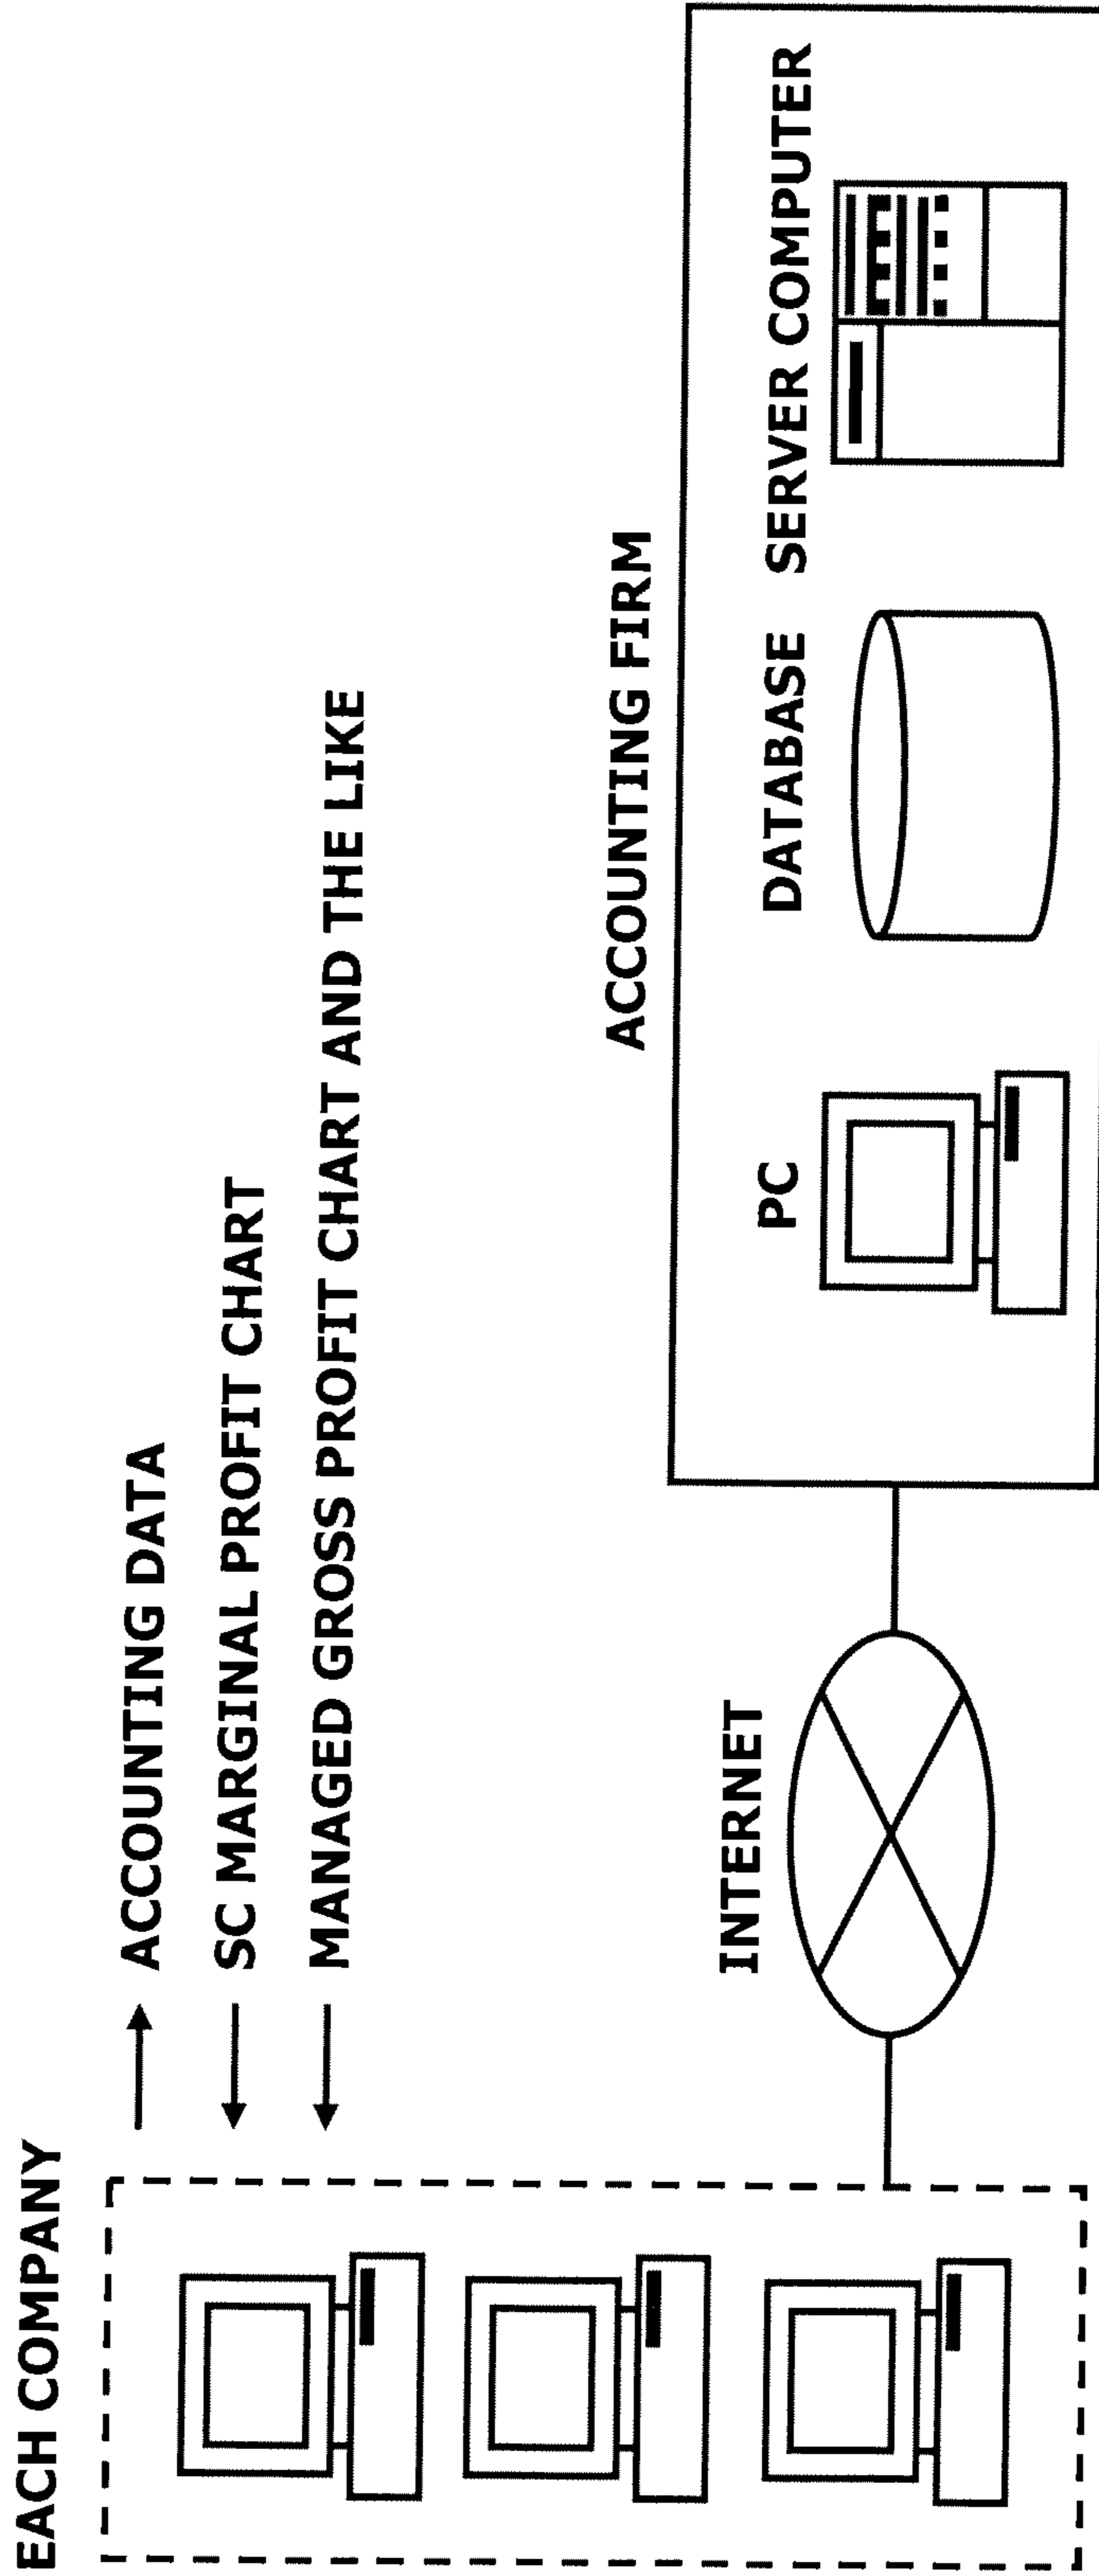 EACH COMPANY
ACCOUNTING DATA
SC MARGINAL PROFIT CHART
MANAGED GROSS PROFIT CHART AND THE LIKE
ACCOUNTING FIRM
INTERNET
PC
DATABASE
SERVER COMPUTER